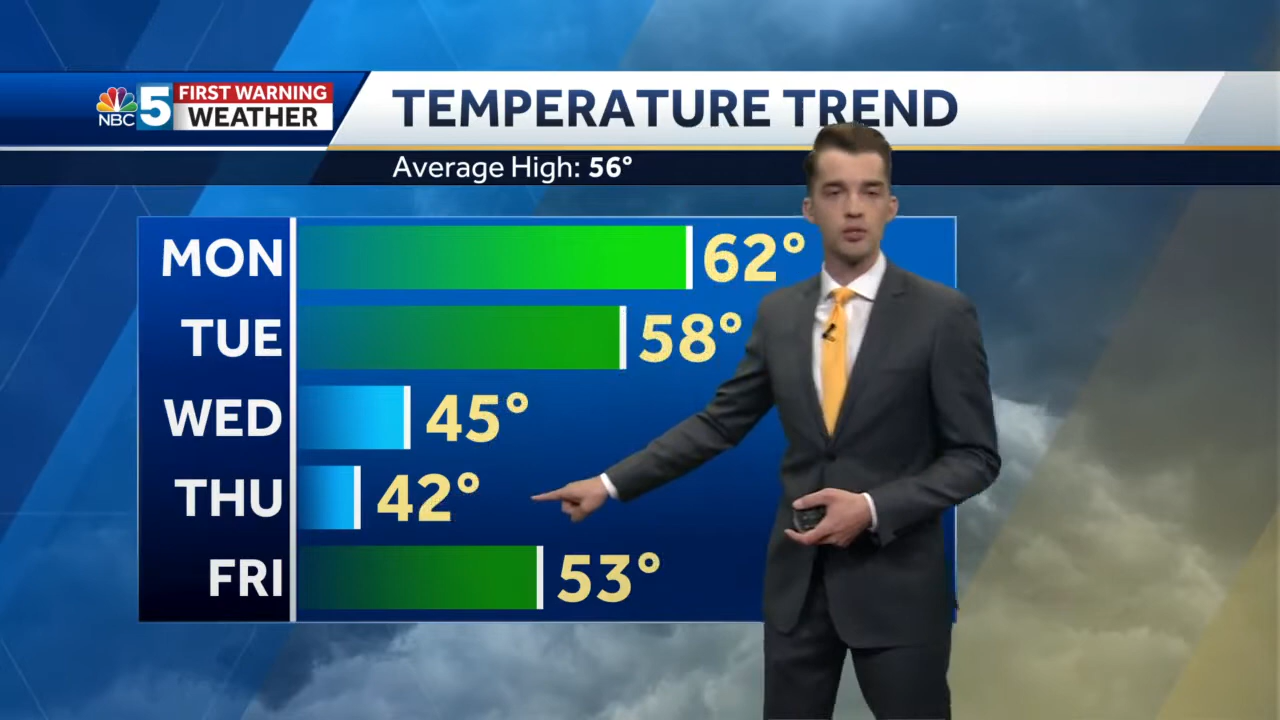 NBC 5 FIRST WARNING
WEATHER
TEMPERATURE TREND
Average High: 56°
MON 62°
TUE 58°
WED 45°
THU 42°
FRI 53°